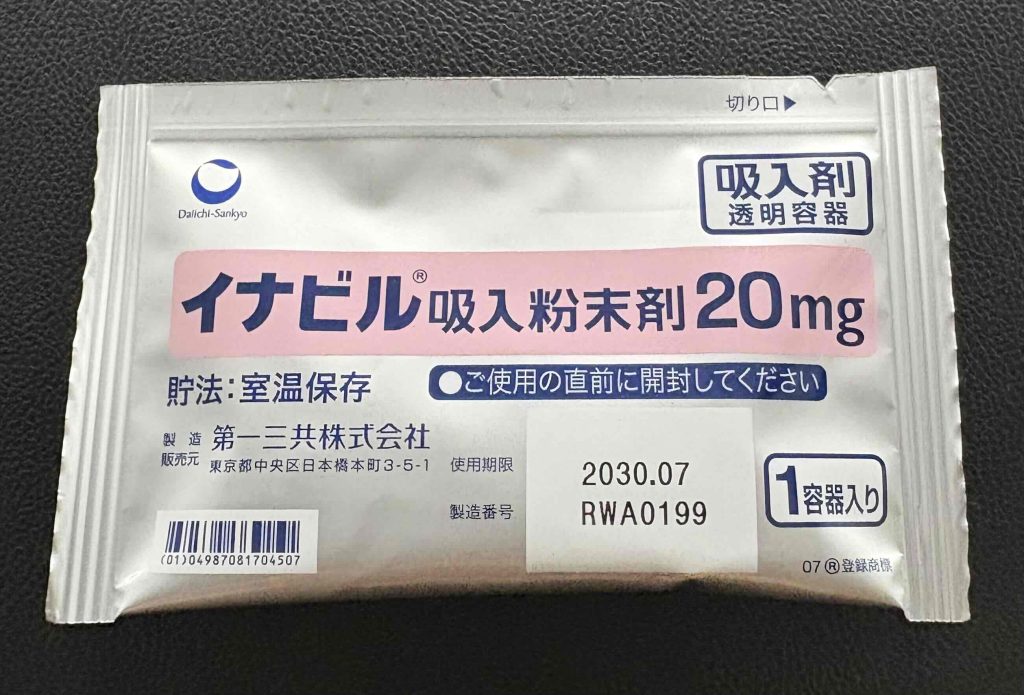 切り口▶
Daiichi-Sankyo
吸入剤
透明容器
イナビル®吸入粉末剤20mg
貯法：室温保存
●ご使用の直前に開封してください
製造販売元 第一三共株式会社
東京都中央区日本橋本町3-5-1
使用期限 2030.07
製造番号 RWA0199
1容器入り
(01)04987081704507
07 ®登録商標